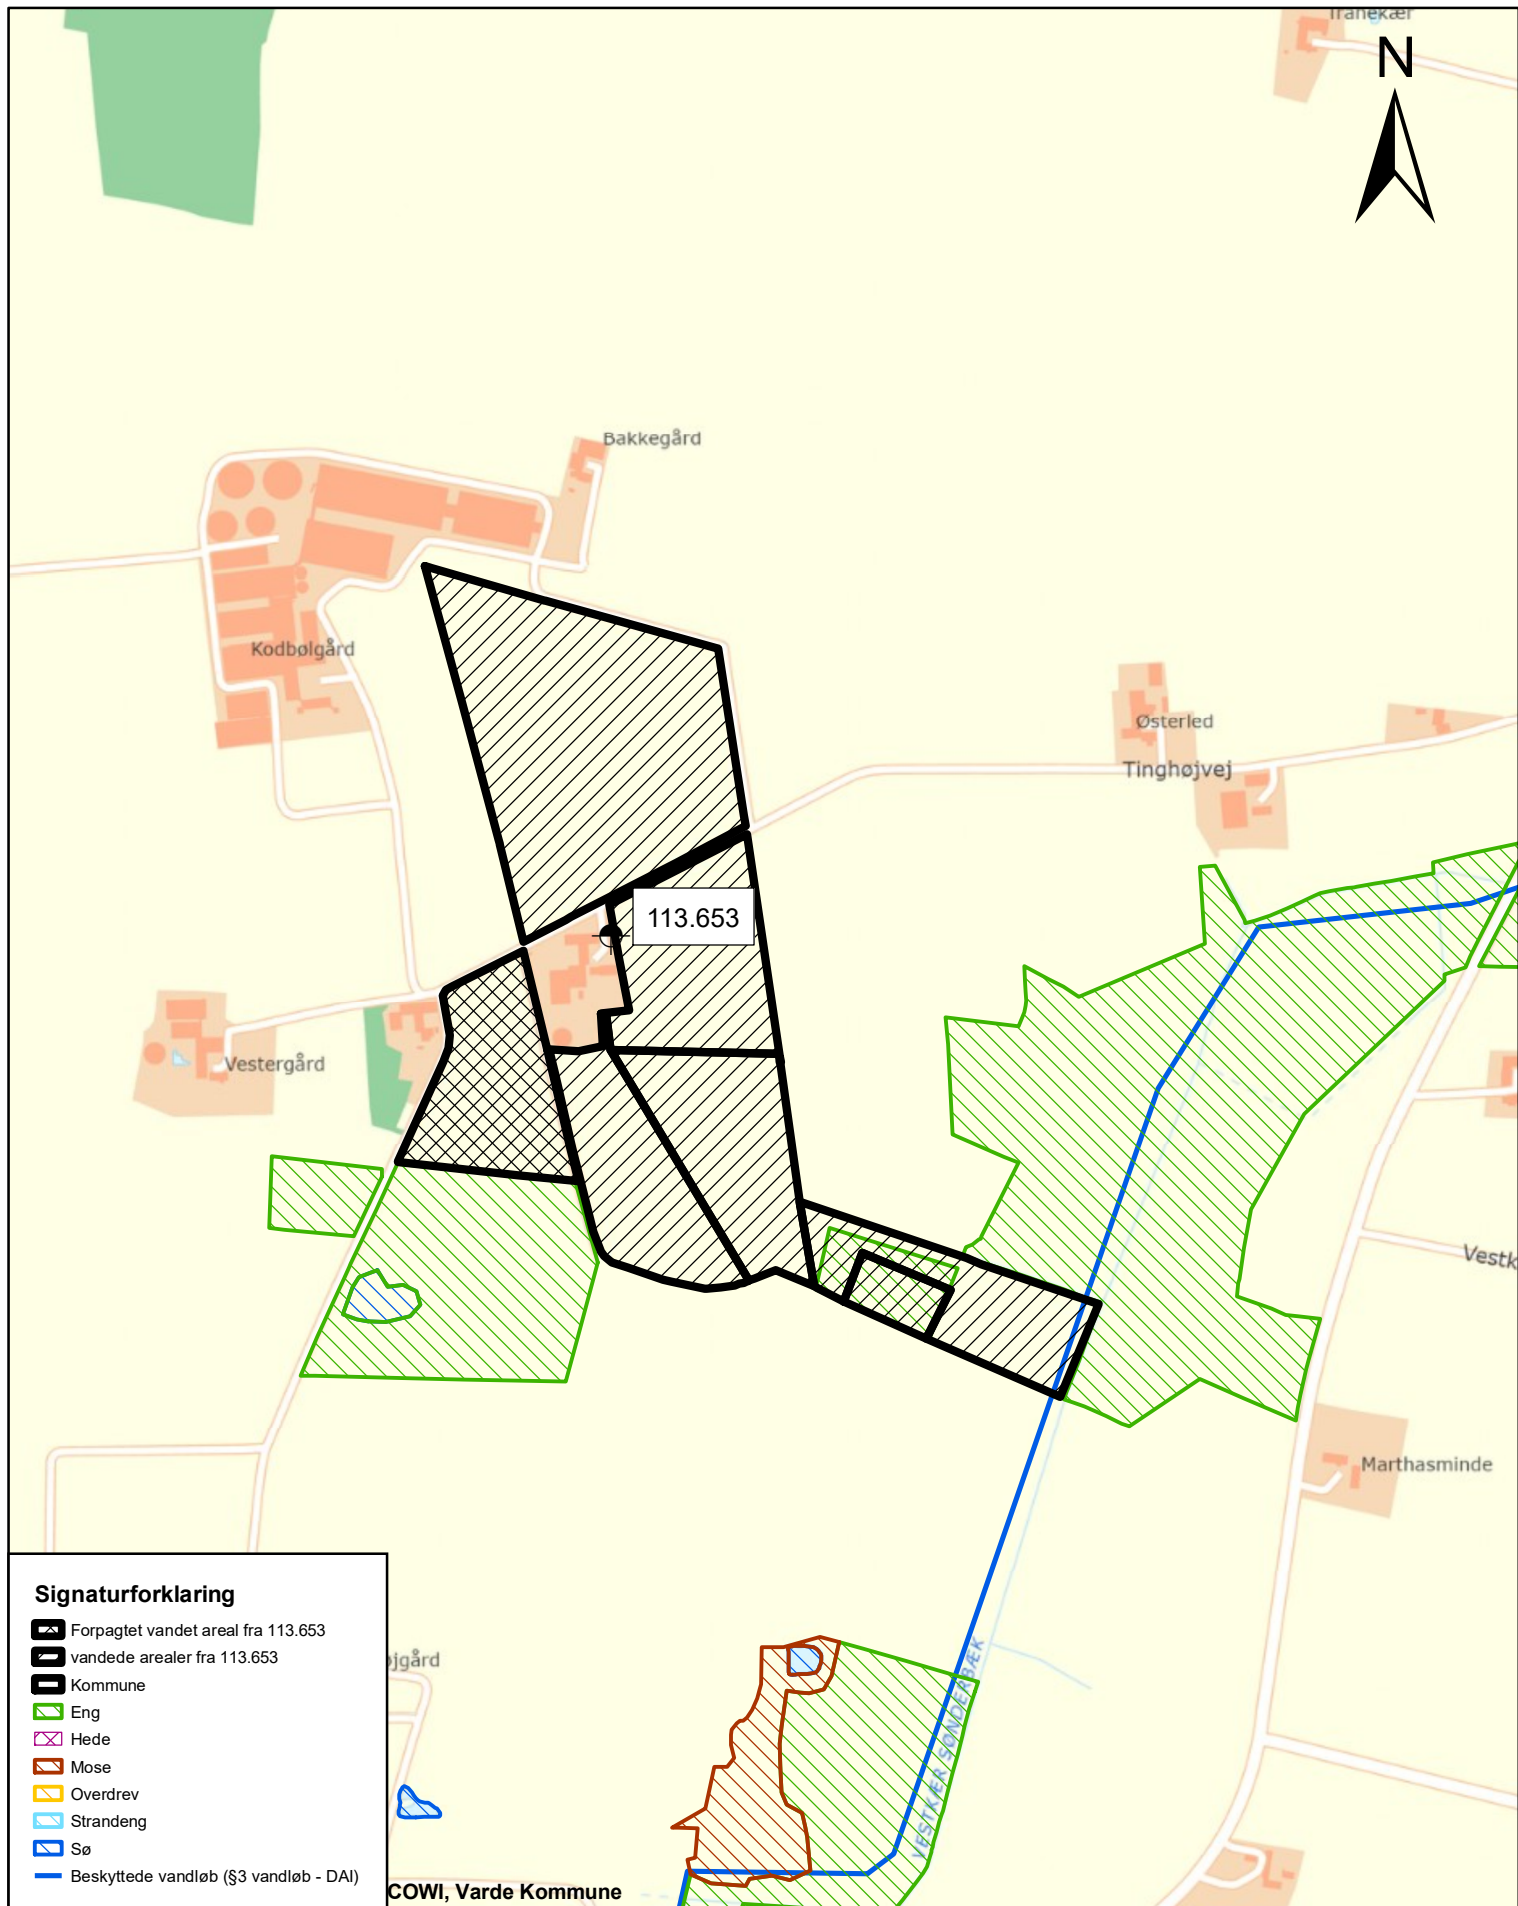 Tranekær
N
Bakkegård
Kodbølgård
Østerled
Tinghøjvej
113.653
Vestergård
Vestk
Marthasminde
Signaturforklaring
Forpagtet vandet areal fra 113.653
vandede arealer fra 113.653
Kommune
Eng
Hede
Mose
Overdrev
Strandeng
Sø
Beskyttede vandløb (§3 vandløb - DAI)
øjgård
VESTKÆR SØNDERBÆK
COWI, Varde Kommune